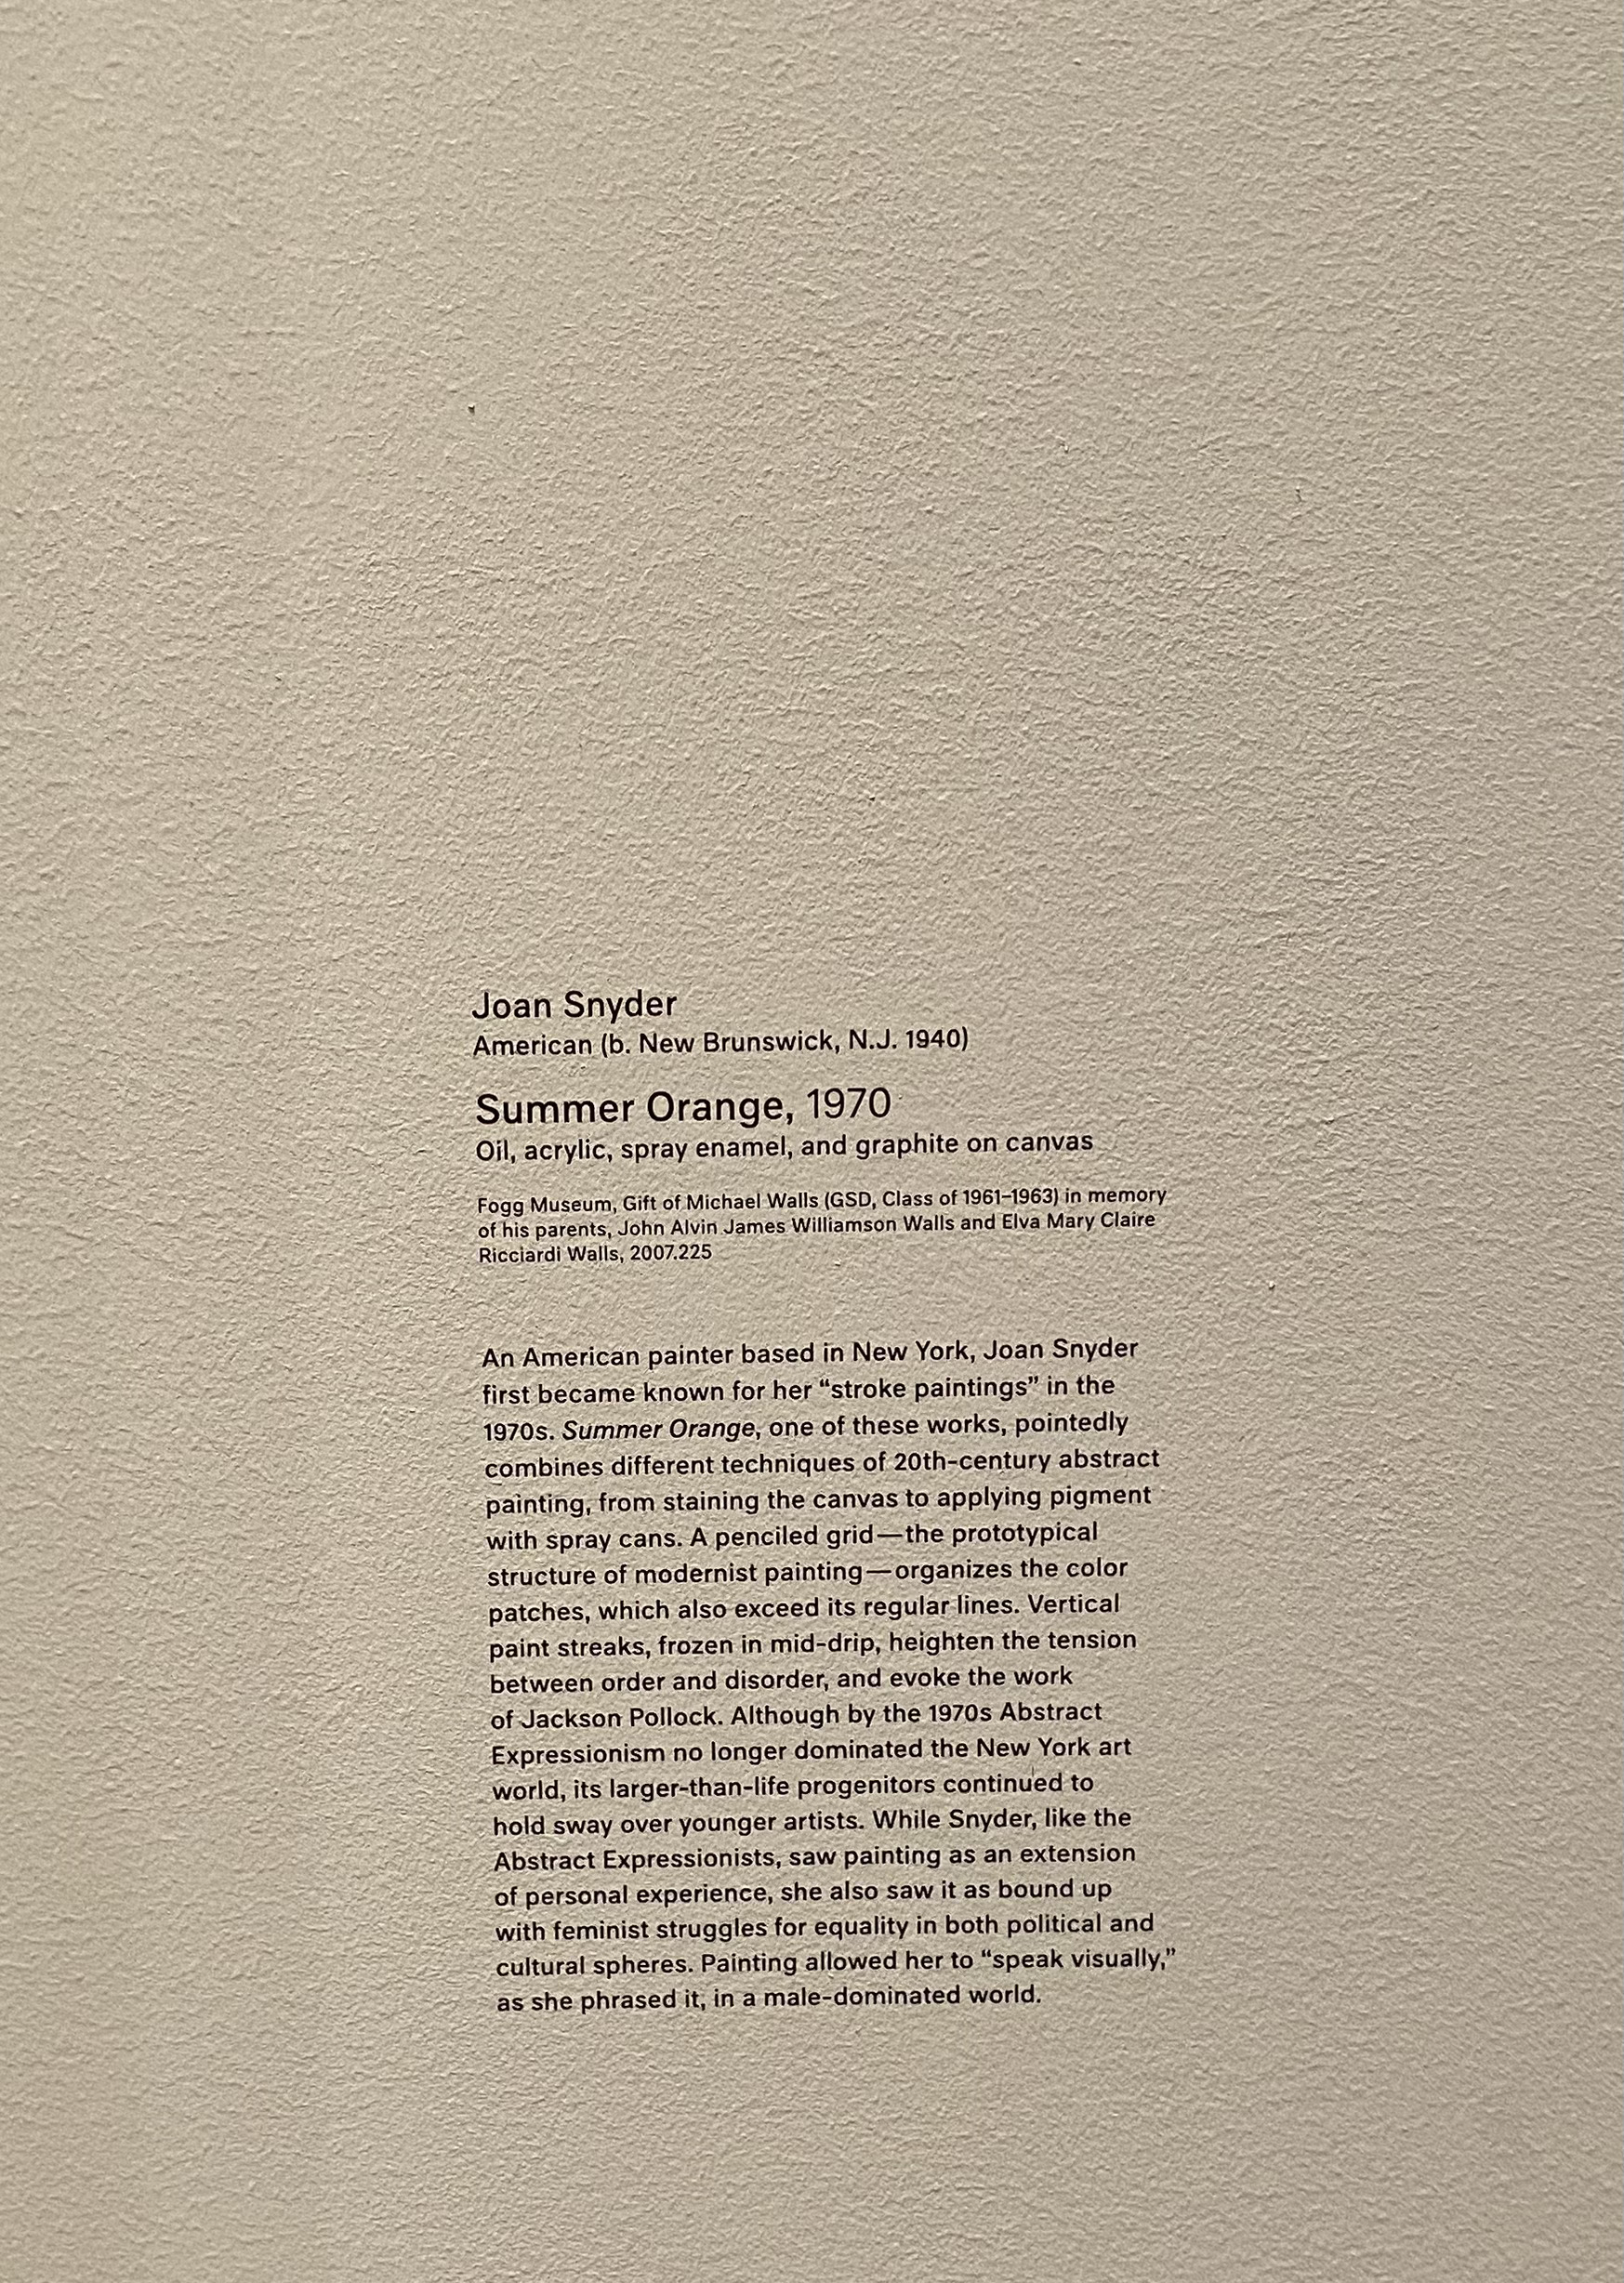 Joan Snyder
American (b. New Brunswick, N.J. 1940)
Summer Orange, 1970
Oil, acrylic, spray enamel, and graphite on canvas
Fogg Museum, Gift of Michael Walls (GSD, Class of 1961–1963) in memory
of his parents, John Alvin James Williamson Walls and Elva Mary Claire
Ricciardi Walls, 2007.225
An American painter based in New York, Joan Snyder
first became known for her “stroke paintings” in the
1970s. Summer Orange, one of these works, pointedly
combines different techniques of 20th-century abstract
painting, from staining the canvas to applying pigment
with spray cans. A penciled grid—the prototypical
structure of modernist painting—organizes the color
patches, which also exceed its regular lines. Vertical
paint streaks, frozen in mid-drip, heighten the tension
between order and disorder, and evoke the work
of Jackson Pollock. Although by the 1970s Abstract
Expressionism no longer dominated the New York art
world, its larger-than-life progenitors continued to
hold sway over younger artists. While Snyder, like the
Abstract Expressionists, saw painting as an extension
of personal experience, she also saw it as bound up
with feminist struggles for equality in both political and
cultural spheres. Painting allowed her to “speak visually,”
as she phrased it, in a male-dominated world.